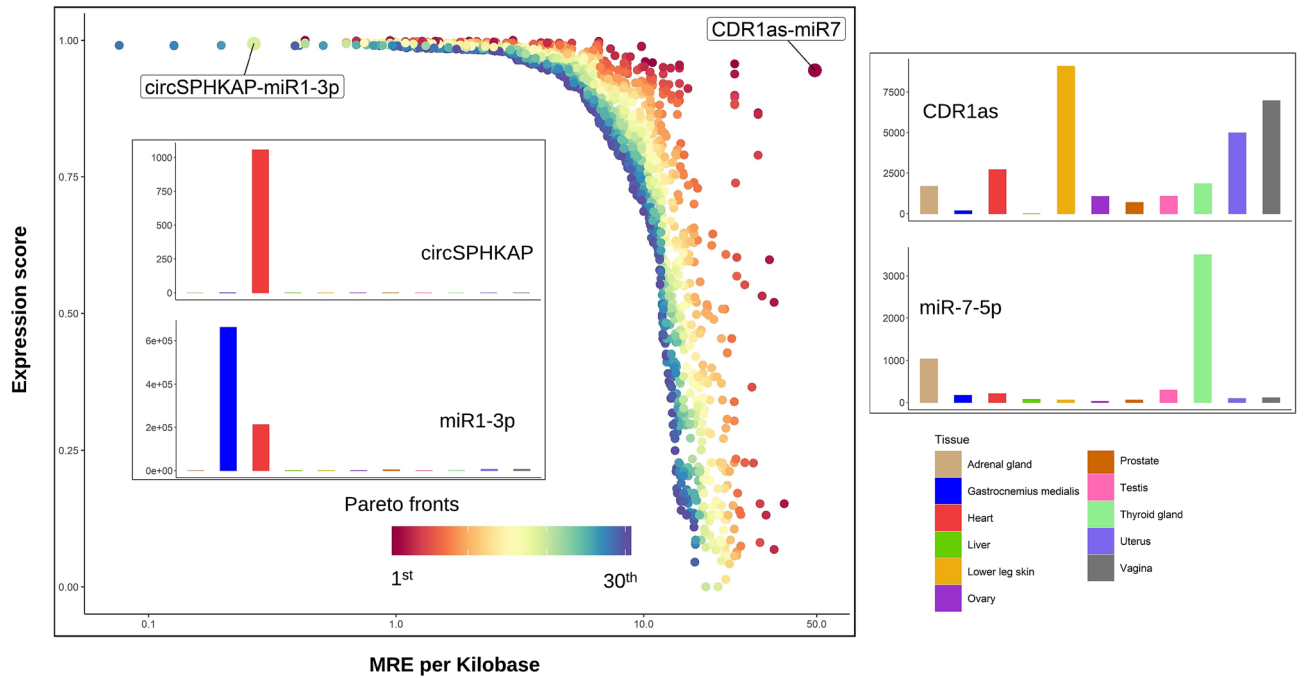 CDR1as-miR7
1.00
circSPHKAP-miR1-3p
0.75
0.50
0.25
0.00
Expression score
0.1
1.0
10.0
50.0
MRE per Kilobase
1000
750
500
250
0
circSPHKAP
6e+05
4e+05
2e+05
0e+00
miR1-3p
Pareto fronts
1st
30th
7500
5000
2500
0
CDR1as
3000
2000
1000
0
miR-7-5p
Tissue
Adrenal gland
Gastrocnemius medialis
Heart
Liver
Lower leg skin
Ovary
Prostate
Testis
Thyroid gland
Uterus
Vagina